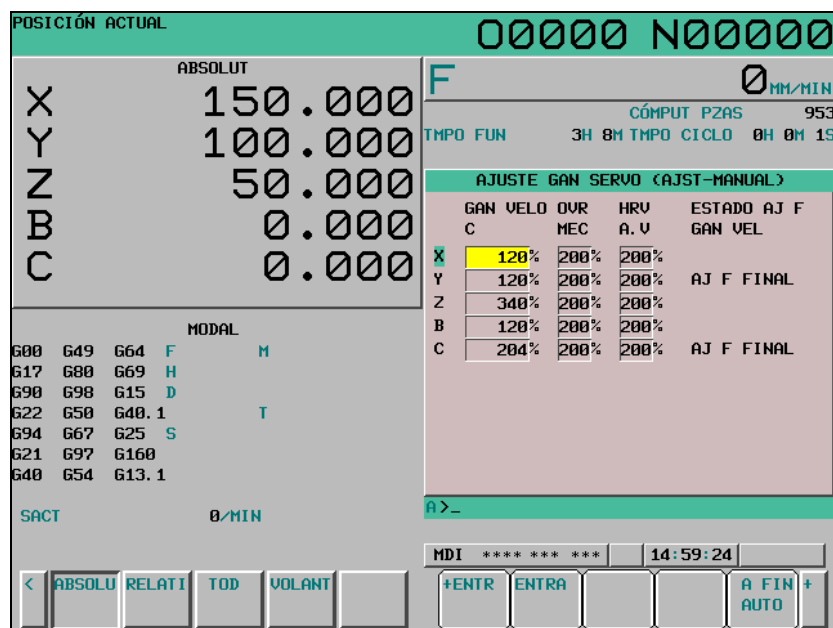 POSICIÓN ACTUAL
O0000 N00000
ABSOLUT
X 150.000
Y 100.000
Z 50.000
B 0.000
C 0.000
F 0 MM/MIN
CÓMPUT PZAS 953
TMPO FUN 3H 8M TMPO CICLO 0H 0M 1S
AJUSTE GAN SERVO (AJST-MANUAL)
GAN VELO OVR HRV ESTADO AJ F
C MEC A.V GAN VEL
X 120% 200% 200%
Y 120% 200% 200% AJ F FINAL
Z 340% 200% 200%
B 120% 200% 200%
C 204% 200% 200% AJ F FINAL
MODAL
G00 G49 G64 F M
G17 G80 G69 H
G90 G98 G15 D
G22 G50 G40.1 T
G94 G67 G25 S
G21 G97 G160
G40 G54 G13.1
SACT 0/MIN
A>_
MDI **** *** *** 14:59:24
< ABSOLU RELATI TOD VOLANT
+ENTR ENTRA A FIN +
AUTO